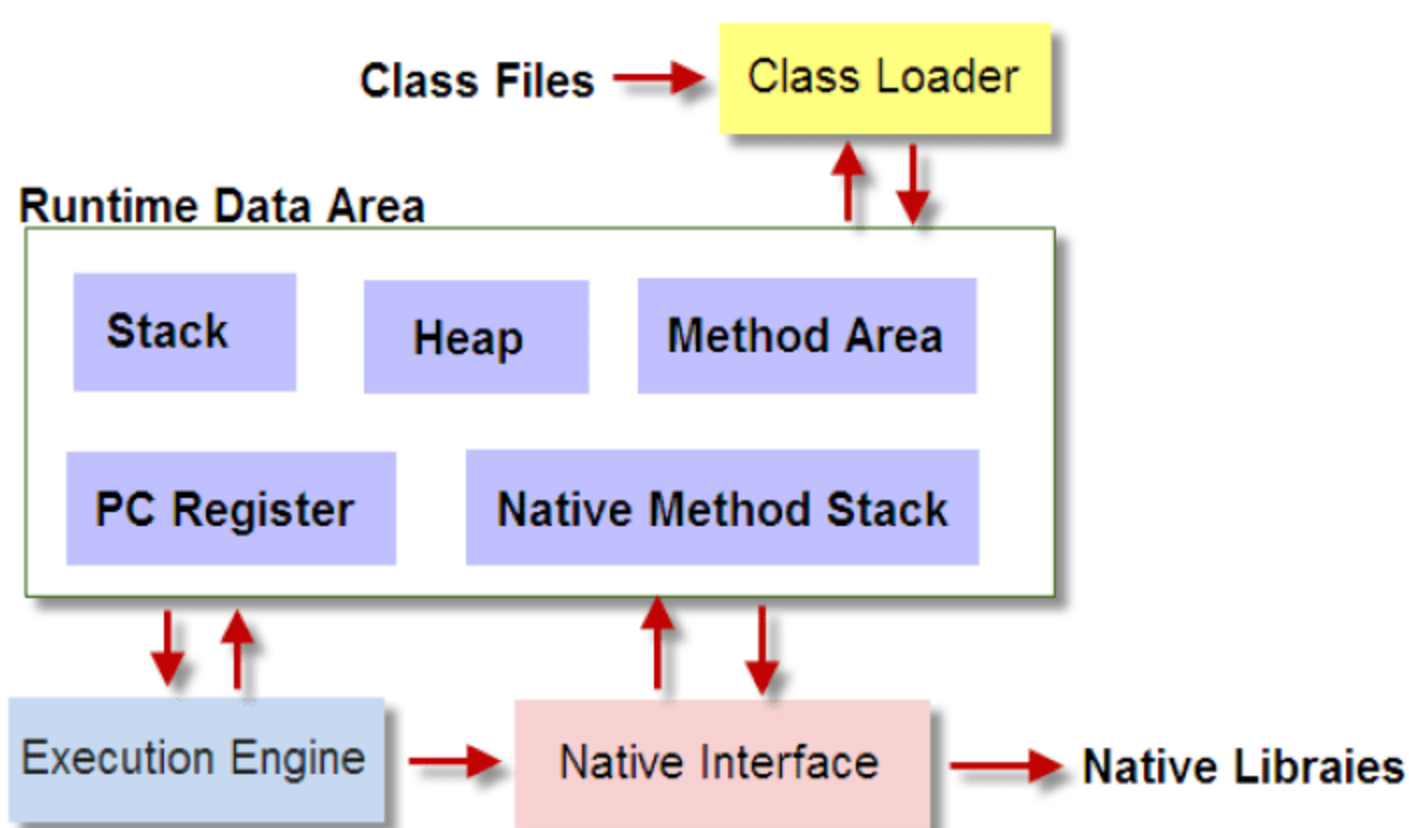 Class Files
Class Loader
Runtime Data Area
Stack
Heap
Method Area
PC Register
Native Method Stack
Execution Engine
Native Interface
Native Libraies